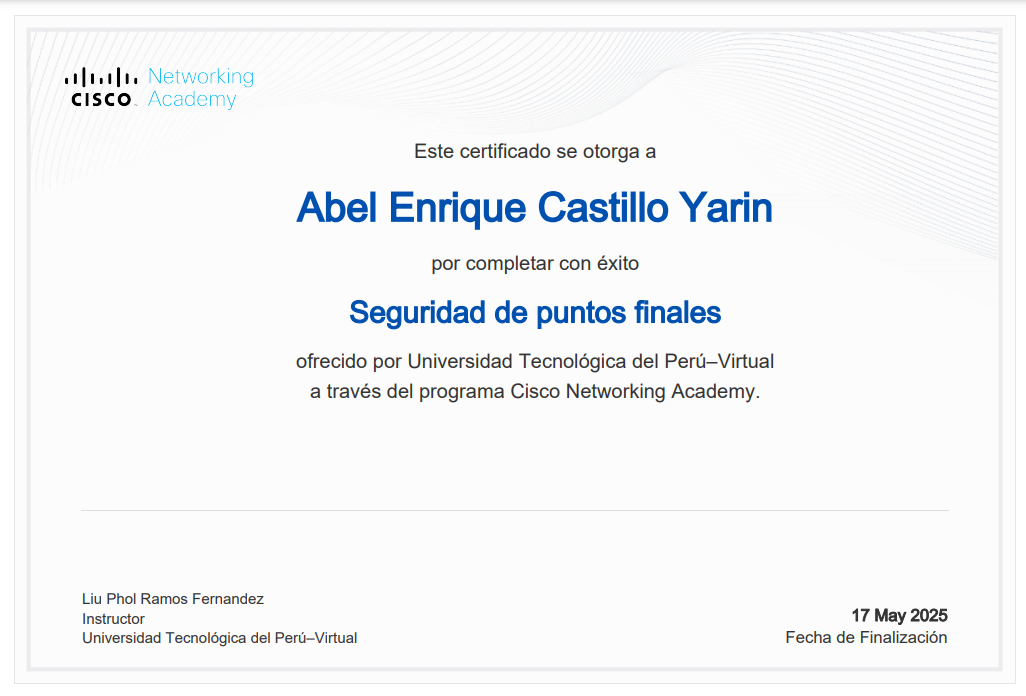 Networking
CISCO Academy
Este certificado se otorga a
Abel Enrique Castillo Yarin
por completar con éxito
Seguridad de puntos finales
ofrecido por Universidad Tecnológica del Perú–Virtual
a través del programa Cisco Networking Academy.
Liu Phol Ramos Fernandez
Instructor
Universidad Tecnológica del Perú–Virtual
17 May 2025
Fecha de Finalización